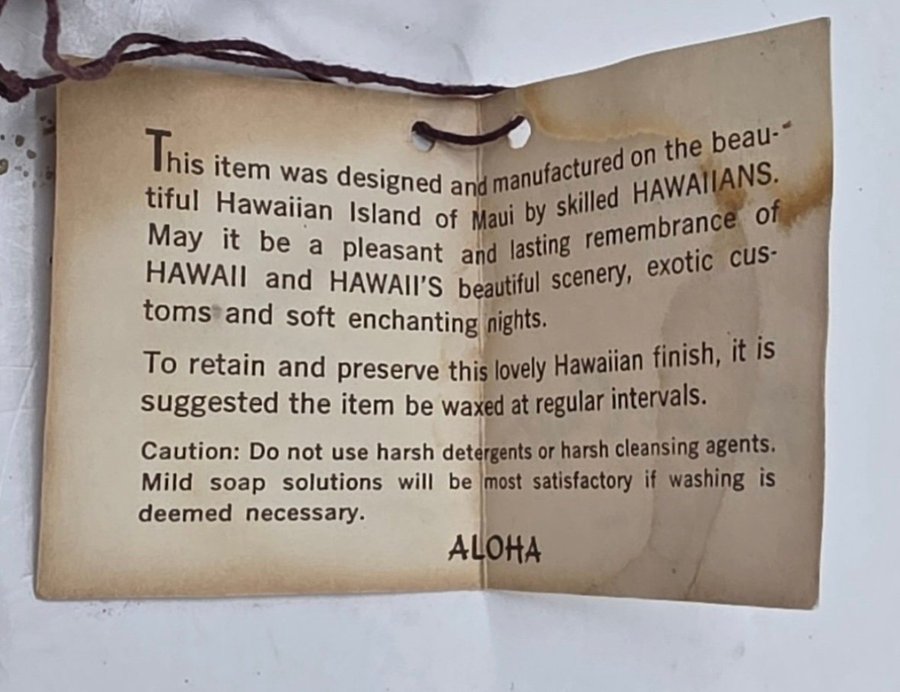 This item was designed and manufactured on the beau-
tiful Hawaiian Island of Maui by skilled HAWAIIANS.
May it be a pleasant and lasting remembrance of
HAWAII and HAWAII'S beautiful scenery, exotic cus-
toms and soft enchanting nights.
To retain and preserve this lovely Hawaiian finish, it is
suggested the item be waxed at regular intervals.
Caution: Do not use harsh detergents or harsh cleansing agents.
Mild soap solutions will be most satisfactory if washing is
deemed necessary.
ALOHA